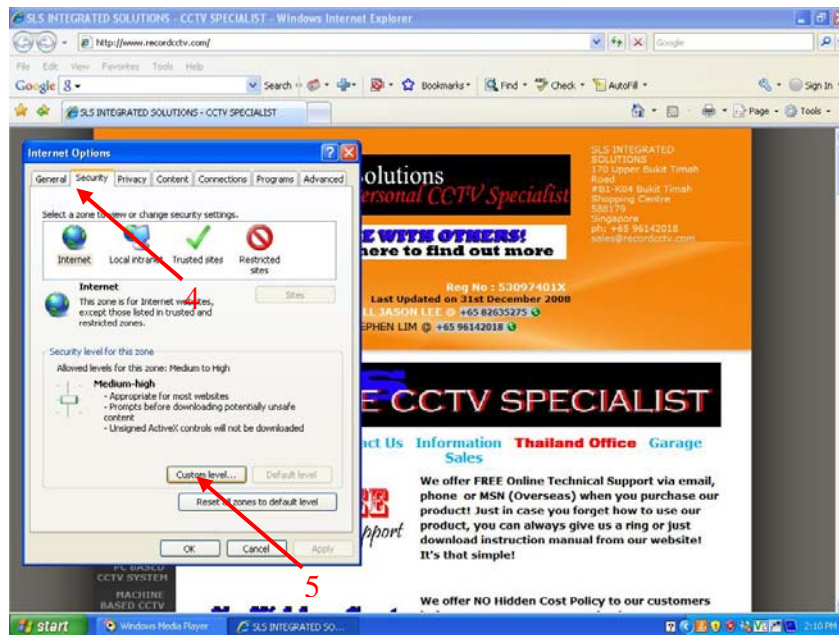 SLS INTEGRATED SOLUTIONS - CCTV SPECIALIST - Windows Internet Explorer
http://www.recordcctv.com/
Google
File Edit View Favorites Tools Help
Google
Search
Bookmarks
Find
Check
AutoFill
Sign In
SLS INTEGRATED SOLUTIONS - CCTV SPECIALIST
Page
Tools
Internet Options
General Security Privacy Content Connections Programs Advanced
Select a zone to view or change security settings.
Internet
Local intranet
Trusted sites
Restricted
sites
Internet
This zone is for Internet websites,
except those listed in trusted and
restricted zones.
Sites
4
Security level for this zone
Allowed levels for this zone: Medium to High
Medium-high
- Appropriate for most websites
- Prompts before downloading potentially unsafe
content
- Unsigned ActiveX controls will not be downloaded
Custom level...
Default level
Reset all zones to default level
OK
Cancel
Apply
5
olutions
ersonal CCTV Specialist
E WITH OTHERS!
here to find out more
SLS INTEGRATED
SOLUTIONS
170 Upper Bukit Timah
Road
#B1-K04 Bukit Timah
Shopping Centre
588179
Singapore
ph: +65 96142018
sales@recordcctv.com
Reg No : 53097401X
Last Updated on 31st December 2008
LL JASON LEE @ +65 82635275
EPHEN LIM @ +65 96142018
E CCTV SPECIALIST
act Us Information Thailand Office Garage
Sales
pport
We offer FREE Online Technical Support via email,
phone or MSN (Overseas) when you purchase our
product! Just in case you forget how to use our
product, you can always give us a ring or just
download instruction manual from our website!
It's that simple!
PC BASED
CCTV SYSTEM
MACHINE
BASED CCTV
We offer NO Hidden Cost Policy to our customers
start
Windows Media Player
SLS INTEGRATED SO...
2:10 PM